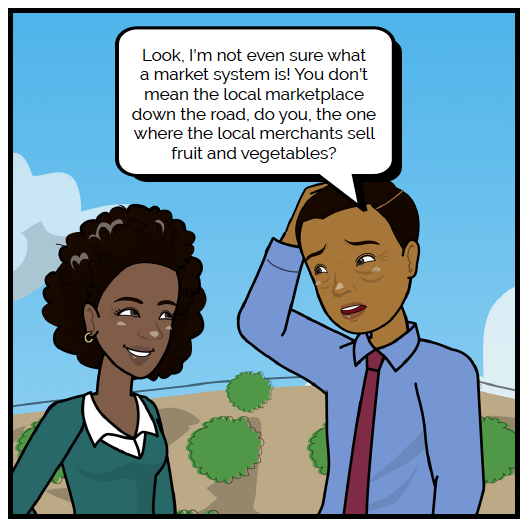 Look, I'm not even sure what
a market system is! You don't
mean the local marketplace
down the road, do you, the one
where the local merchants sell
fruit and vegetables?